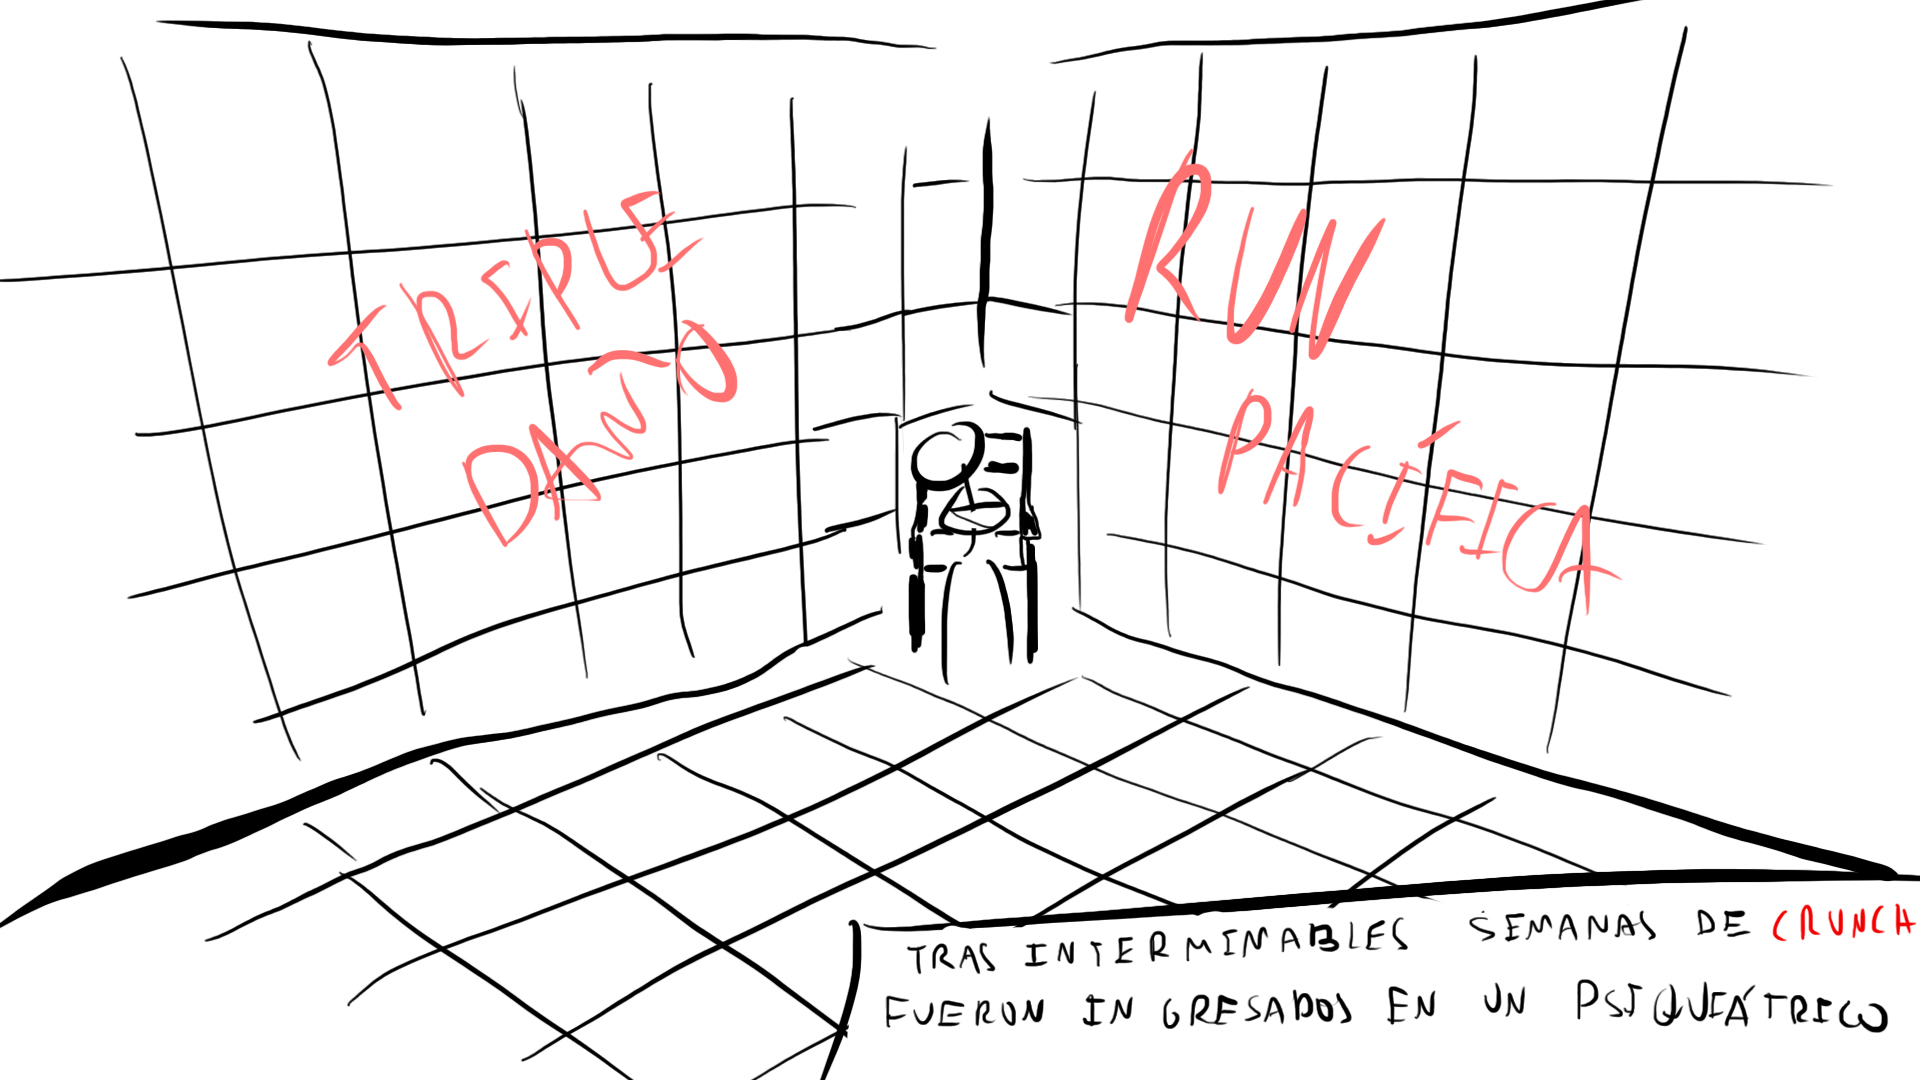 TRIPLE
DAÑO
RUN
PACÍFICA
TRAS INTERMINABLES SEMANAS DE CRUNCH
FUERON INGRESADOS EN UN PSIQUIÁTRICO